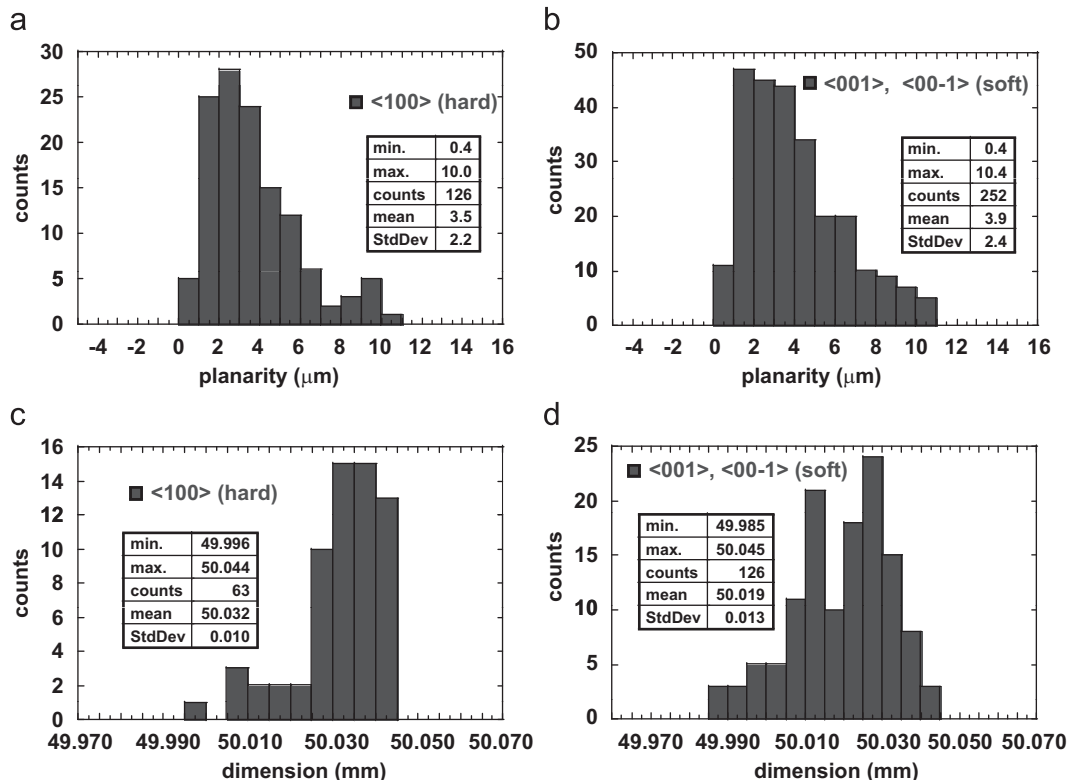 a
30
25
20
15
10
5
0
counts
<100> (hard)
min. 0.4
max. 10.0
counts 126
mean 3.5
StdDev 2.2
-4 -2 0 2 4 6 8 10 12 14 16
planarity (μm)
b
50
40
30
20
10
0
counts
<001>, <00-1> (soft)
min. 0.4
max. 10.4
counts 252
mean 3.9
StdDev 2.4
-4 -2 0 2 4 6 8 10 12 14 16
planarity (μm)
c
16
14
12
10
8
6
4
2
0
counts
<100> (hard)
min. 49.996
max. 50.044
counts 63
mean 50.032
StdDev 0.010
49.970 49.990 50.010 50.030 50.050 50.070
dimension (mm)
d
25
20
15
10
5
0
counts
<001>, <00-1> (soft)
min. 49.985
max. 50.045
counts 126
mean 50.019
StdDev 0.013
49.970 49.990 50.010 50.030 50.050 50.070
dimension (mm)